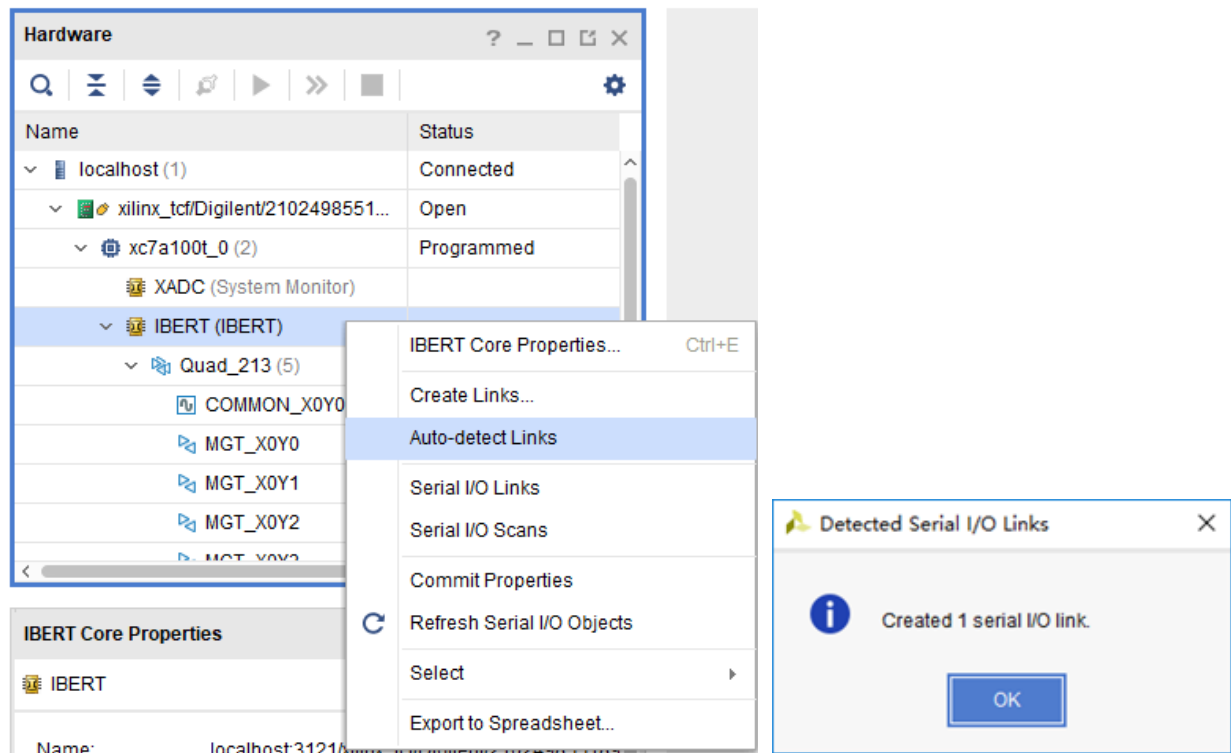 Hardware
Name Status
localhost (1) Connected
xilinx_tcf/Digilent/2102498551... Open
xc7a100t_0 (2) Programmed
XADC (System Monitor)
IBERT (IBERT)
Quad_213 (5)
COMMON_X0Y0
MGT_X0Y0
MGT_X0Y1
MGT_X0Y2
IBERT Core Properties... Ctrl+E
Create Links...
Auto-detect Links
Serial I/O Links
Serial I/O Scans
Commit Properties
Refresh Serial I/O Objects
Select
Export to Spreadsheet...
IBERT Core Properties
IBERT
Name:
Detected Serial I/O Links
Created 1 serial I/O link.
OK